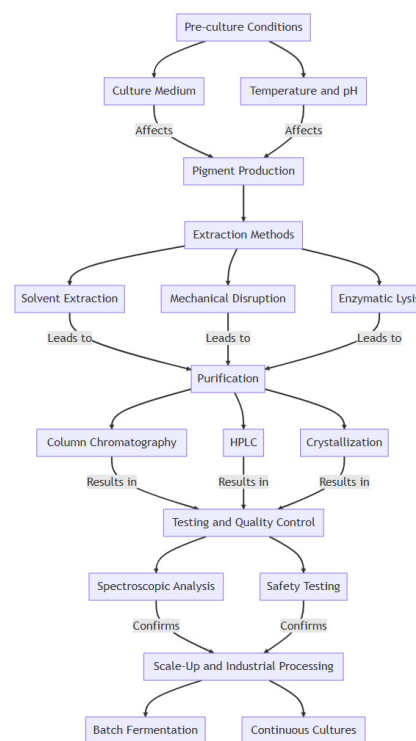 Pre-culture Conditions
Culture Medium
Temperature and pH
Affects
Affects
Pigment Production
Extraction Methods
Solvent Extraction
Mechanical Disruption
Enzymatic Lysis
Leads to
Leads to
Leads to
Purification
Column Chromatography
HPLC
Crystallization
Results in
Results in
Results in
Testing and Quality Control
Spectroscopic Analysis
Safety Testing
Confirms
Confirms
Scale-Up and Industrial Processing
Batch Fermentation
Continuous Cultures